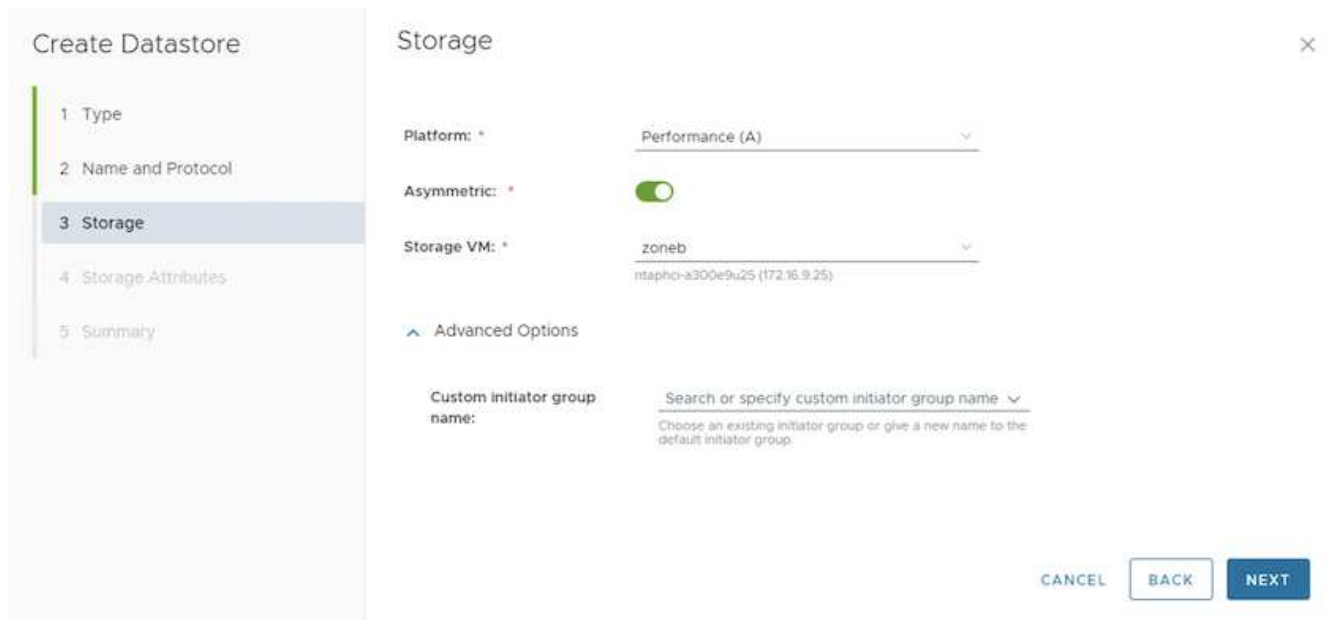 Create Datastore
1 Type
2 Name and Protocol
3 Storage
4 Storage Attributes
5 Summary
Storage
Platform: *
Performance (A)
Asymmetric: *
Storage VM: *
zoneb
ntaphci-a300e9u25 (172.16.9.25)
Advanced Options
Custom initiator group
name:
Search or specify custom initiator group name
Choose an existing initiator group or give a new name to the
default initiator group.
CANCEL
BACK
NEXT